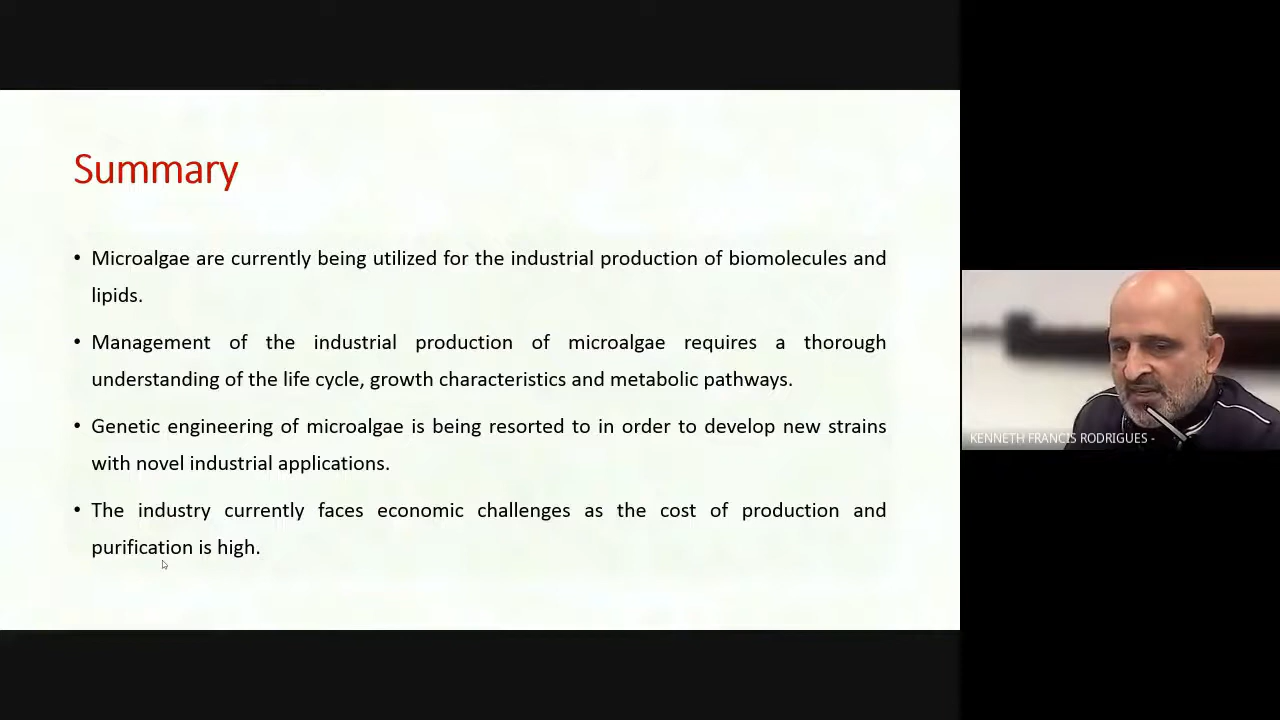 Summary
• Microalgae are currently being utilized for the industrial production of biomolecules and
lipids.
• Management of the industrial production of microalgae requires a thorough
understanding of the life cycle, growth characteristics and metabolic pathways.
• Genetic engineering of microalgae is being resorted to in order to develop new strains
with novel industrial applications.
• The industry currently faces economic challenges as the cost of production and
purification is high.
KENNETH FRANCIS RODRIGUES -